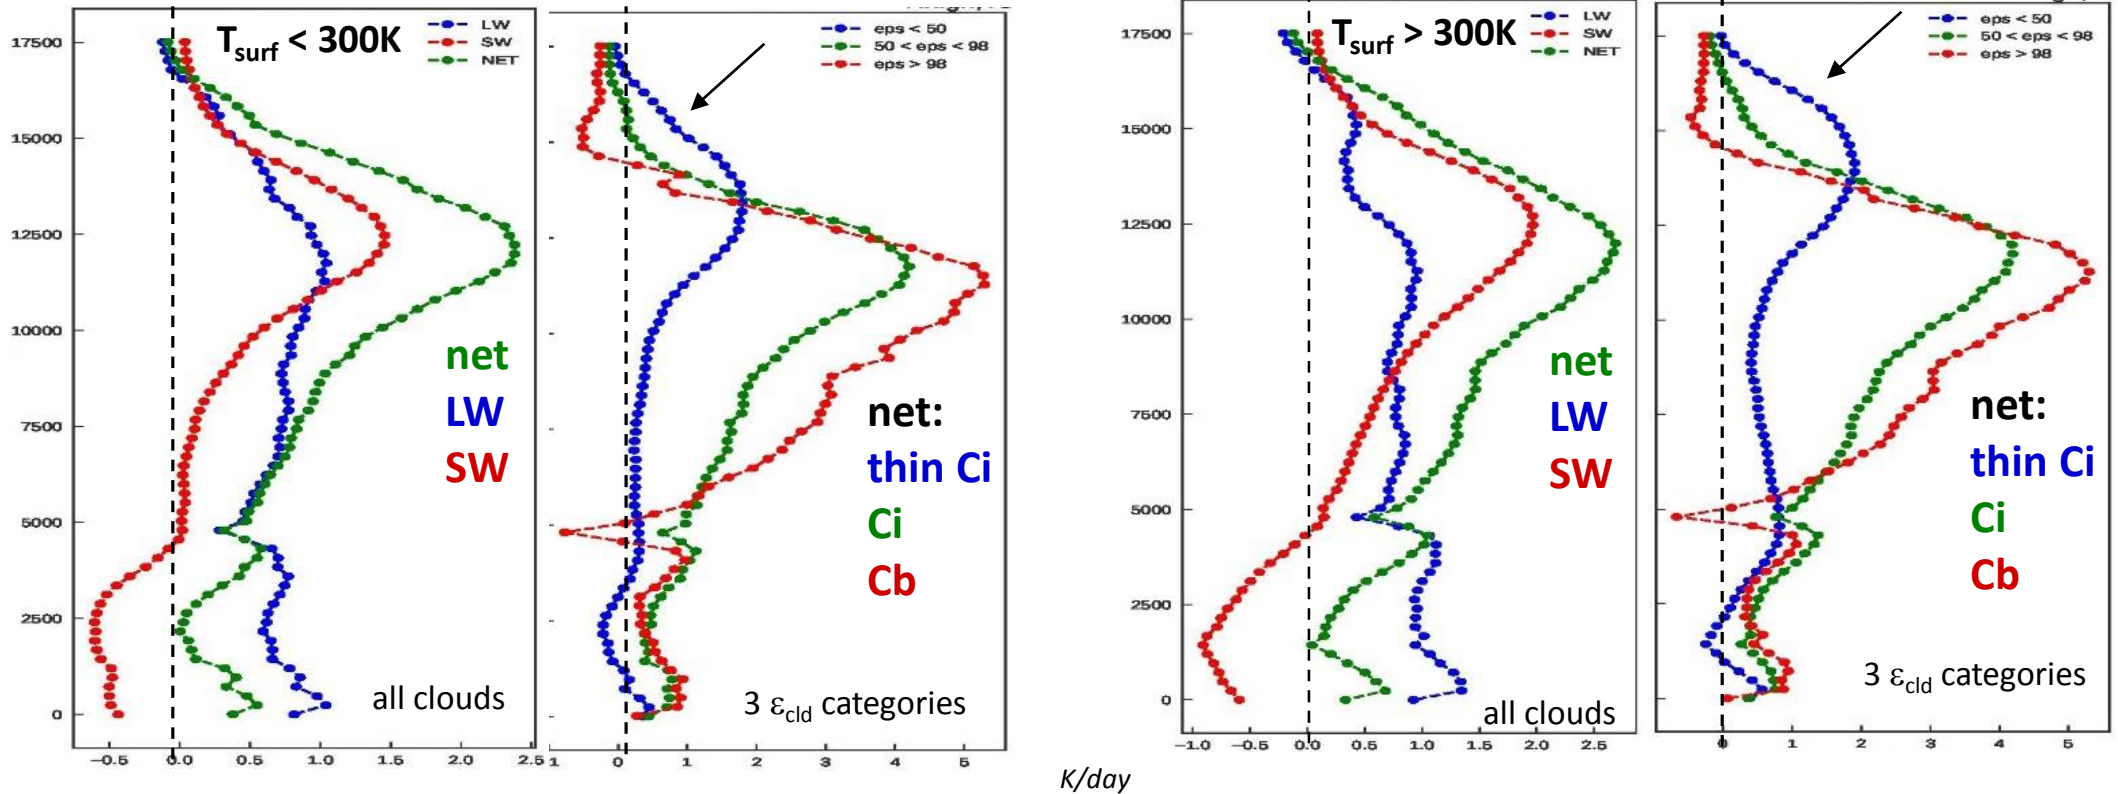 T_surf < 300K
LW
SW
NET
17500
15000
12500
10000
7500
5000
2500
0
net
LW
SW
all clouds
−0.5 0.0 0.5 1.0 1.5 2.0 2.5
eps < 50
50 < eps < 98
eps > 98
net:
thin Ci
Ci
Cb
3 ε_cld categories
1 0 1 2 3 4 5
K/day
T_surf > 300K
LW
SW
NET
17500
15000
12500
10000
7500
5000
2500
0
net
LW
SW
all clouds
−1.0 −0.5 0.0 0.5 1.0 1.5 2.0 2.5
eps < 50
50 < eps < 98
eps > 98
net:
thin Ci
Ci
Cb
3 ε_cld categories
0 1 2 3 4 5